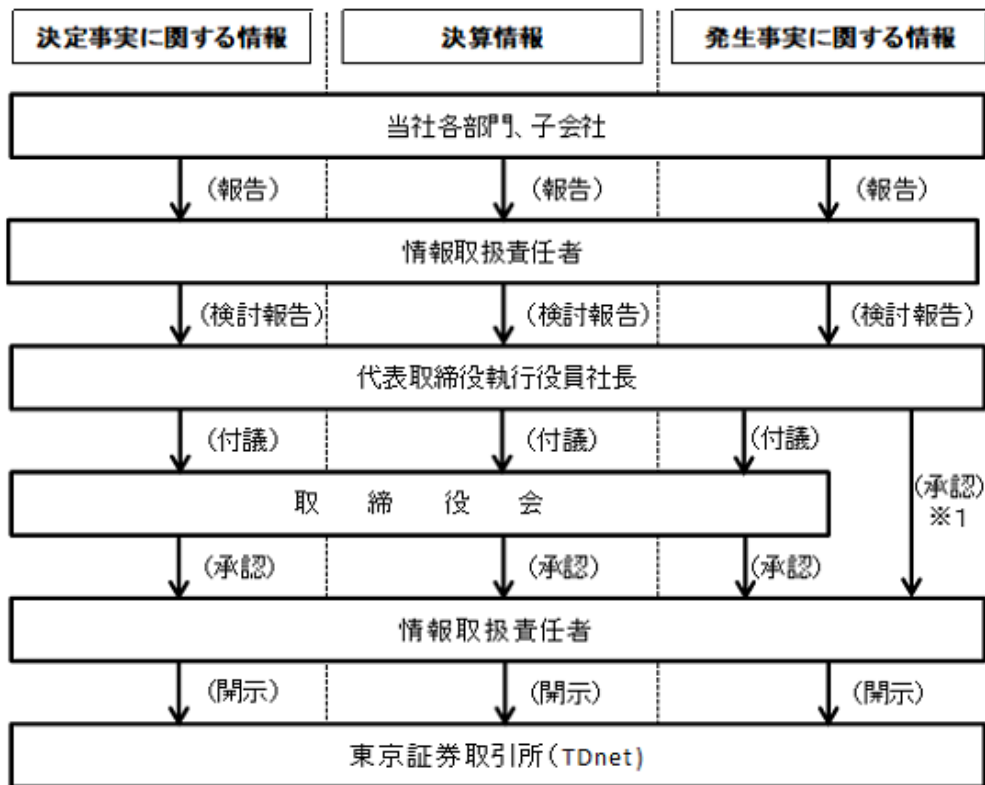 決定事実に関する情報
決算情報
発生事実に関する情報
当社各部門、子会社
(報告)
(報告)
(報告)
情報取扱責任者
(検討報告)
(検討報告)
(検討報告)
代表取締役執行役員社長
(付議)
(付議)
(付議)
(承認)
※1
取締役会
(承認)
(承認)
(承認)
情報取扱責任者
(開示)
(開示)
(開示)
東京証券取引所(TDnet)